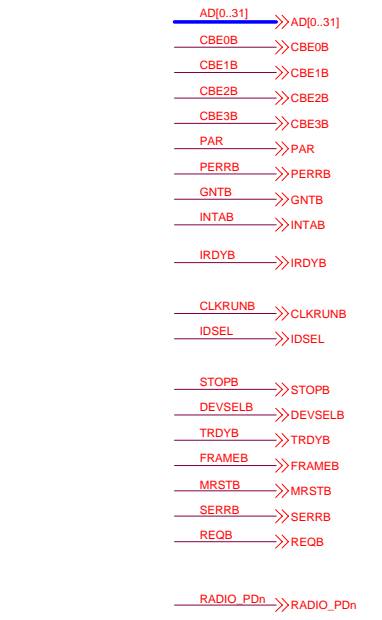 AD[0..31] AD[0..31]
CBE0B CBE0B
CBE1B CBE1B
CBE2B CBE2B
CBE3B CBE3B
PAR PAR
PERRB PERRB
GNTB GNTB
INTAB INTAB
IRDYB IRDYB
CLKRUNB CLKRUNB
IDSEL IDSEL
STOPB STOPB
DEVSELB DEVSELB
TRDYB TRDYB
FRAMEB FRAMEB
MRSTB MRSTB
SERRB SERRB
REQB REQB
RADIO_PDn RADIO_PDn